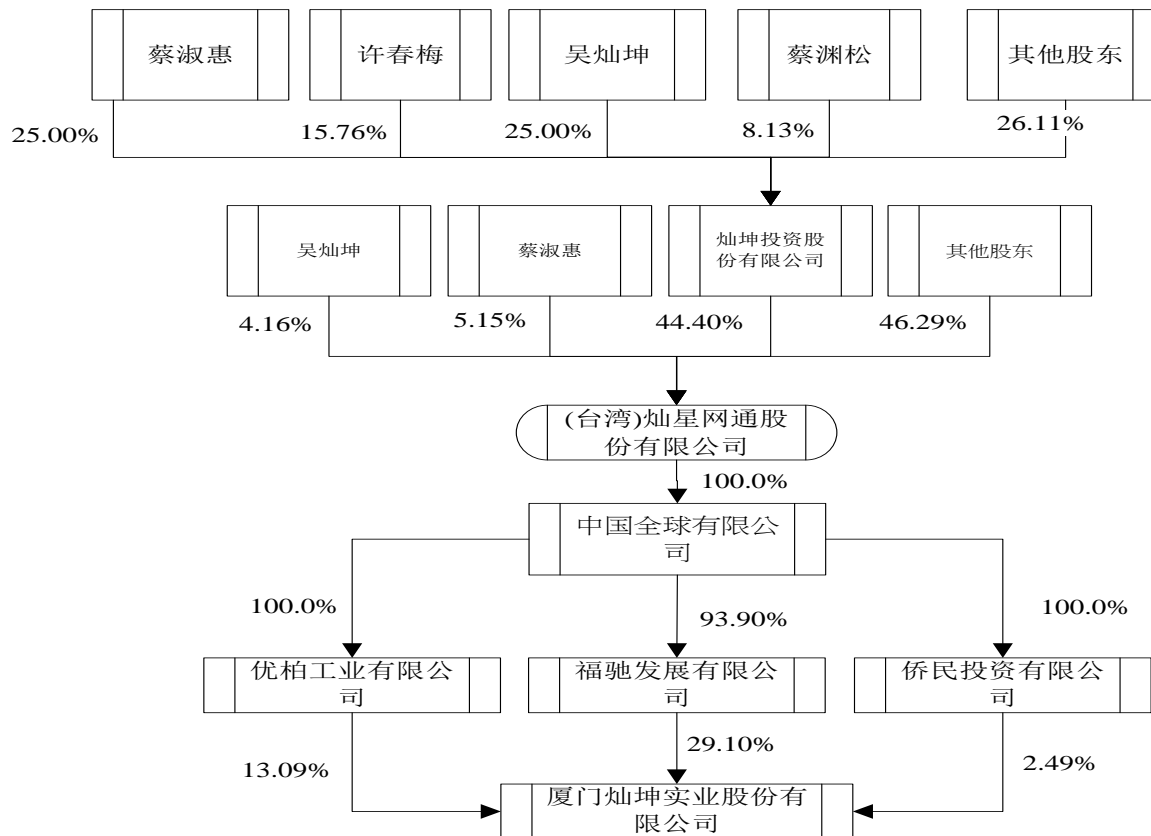 蔡淑惠
许春梅
吴灿坤
蔡渊松
其他股东
25.00%
15.76%
25.00%
8.13%
26.11%
吴灿坤
蔡淑惠
灿坤投资股
份有限公司
其他股东
4.16%
5.15%
44.40%
46.29%
(台湾)灿星网通股
份有限公司
100.0%
中国全球有限公
司
100.0%
93.90%
100.0%
优柏工业有限公
司
福驰发展有限公
司
侨民投资有限公
司
13.09%
29.10%
2.49%
厦门灿坤实业股份有
限公司